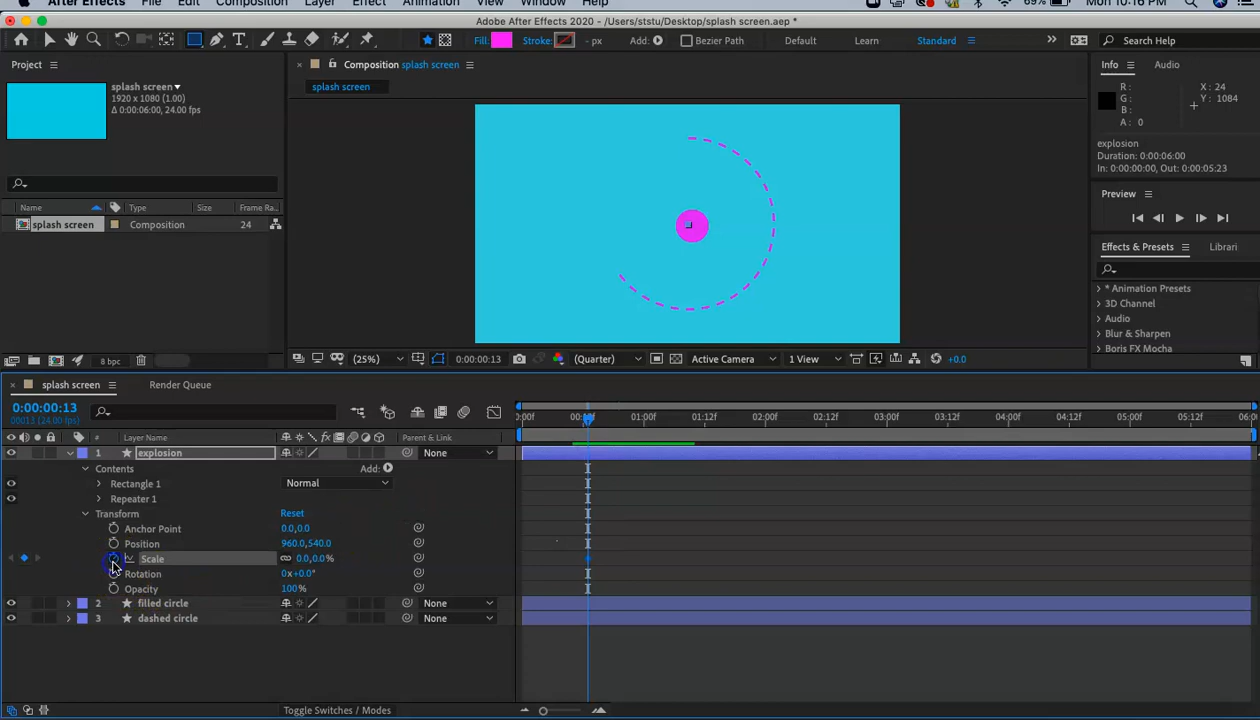 After Effects File Edit Composition Layer Effect Animation View Window Help 69% Mon 10:16 PM
Adobe After Effects 2020 - /Users/ststu/Desktop/splash screen.aep *
Fill: Stroke: - px Add: Bezier Path Default Learn Standard Search Help
Project
splash screen
1920 x 1080 (1.00)
Δ 0:00:06:00, 24.00 fps
Name Type Size Frame Ra...
splash screen Composition 24
8 bpc
Composition splash screen
splash screen
(25%) 0:00:00:13 (Quarter) Active Camera 1 View +0.0
Info Audio
R: X: 24
G: Y: 1084
B:
A: 0
explosion
Duration: 0:00:06:00
In: 0:00:00:00, Out: 0:00:05:23
Preview
Effects & Presets Librari
* Animation Presets
3D Channel
Audio
Blur & Sharpen
Boris FX Mocha
splash screen Render Queue
0:00:00:13
00013 (24.00 fps)
:00f 01:00f 01:12f 02:00f 02:12f 03:00f 03:12f 04:00f 04:12f 05:00f 05:12f 06:0
# Layer Name Parent & Link
1 explosion None
Contents Add:
Rectangle 1 Normal
Repeater 1
Transform Reset
Anchor Point 0.0,0.0
Position 960.0,540.0
Scale 0.0,0.0%
Rotation 0x+0.0°
Opacity 100%
2 filled circle None
3 dashed circle None
Toggle Switches / Modes